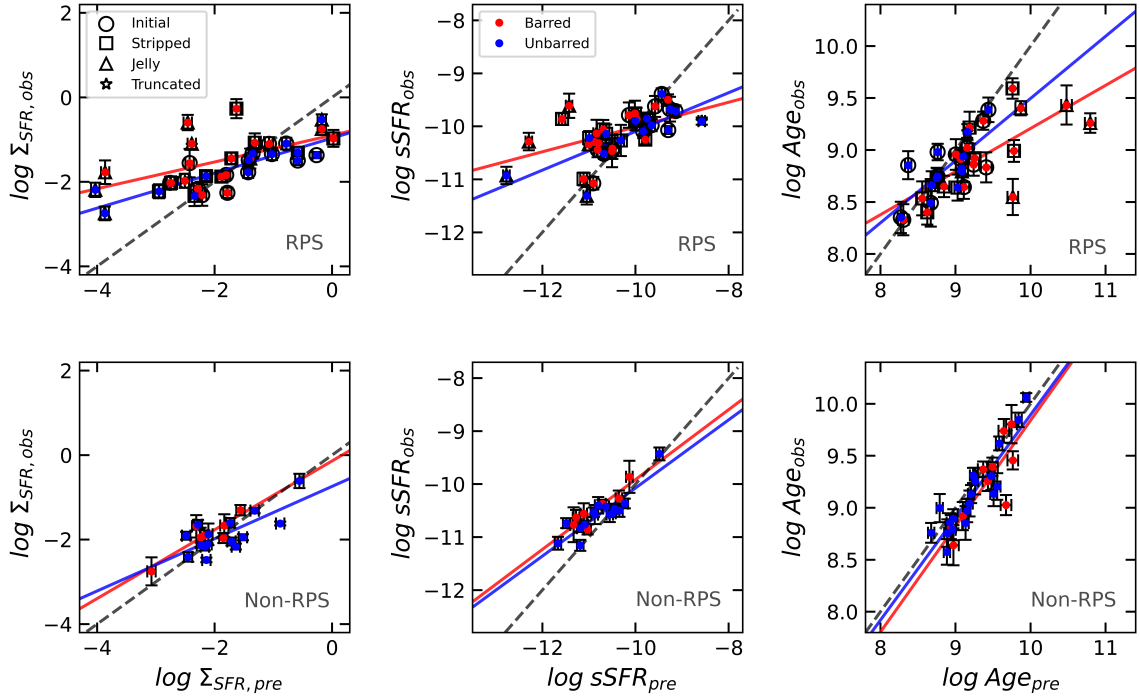 2
0
−2
−4
−4
−2
0
log Σ_SFR,obs
Initial
Stripped
Jelly
Truncated
RPS
−8
−9
−10
−11
−12
−12
−10
−8
log sSFR_obs
Barred
Unbarred
RPS
10.0
9.5
9.0
8.5
8.0
8
9
10
11
log Age_obs
RPS
2
0
−2
−4
−4
−2
0
log Σ_SFR,obs
Non-RPS
log Σ_SFR,pre
−8
−9
−10
−11
−12
−12
−10
−8
log sSFR_obs
Non-RPS
log sSFR_pre
10.0
9.5
9.0
8.5
8.0
8
9
10
11
log Age_obs
Non-RPS
log Age_pre